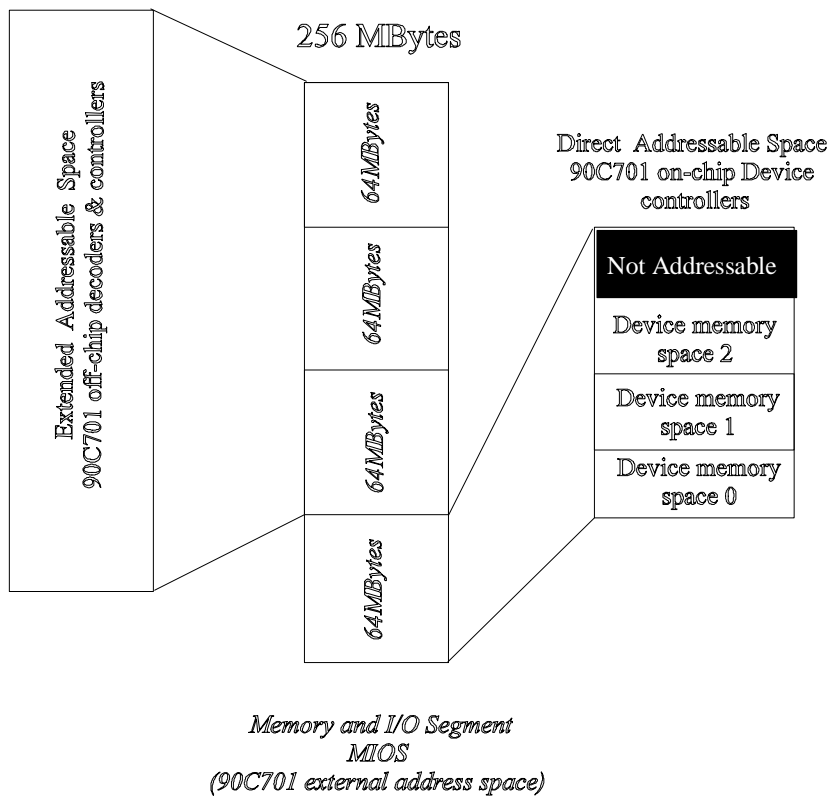 Extended Addressable Space
90C701 off-chip decoders & controllers
256 MBytes
64MBytes
64MBytes
64MBytes
64MBytes
Direct Addressable Space
90C701 on-chip Device
controllers
Not Addressable
Device memory
space 2
Device memory
space 1
Device memory
space 0
Memory and I/O Segment
MIOS
(90C701 external address space)